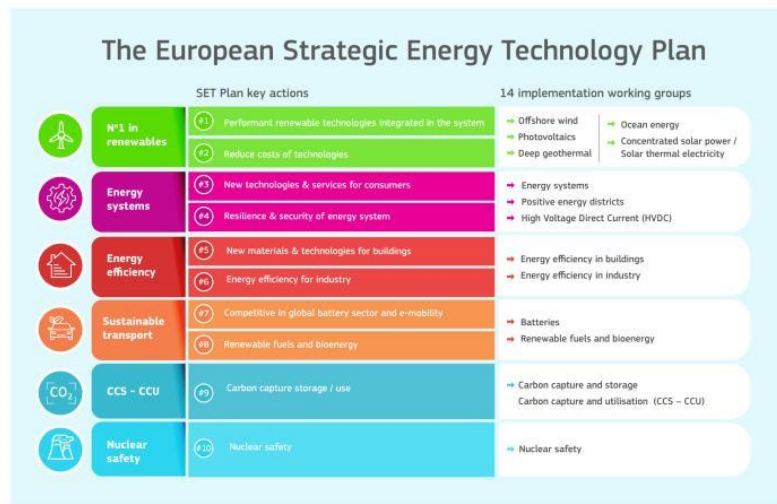 The European Strategic Energy Technology Plan
SET Plan key actions
14 implementation working groups
N°1 in
renewables
#1 Performant renewable technologies integrated in the system
#2 Reduce costs of technologies
➞ Offshore wind
➞ Photovoltaics
➞ Deep geothermal
➞ Ocean energy
➞ Concentrated solar power /
Solar thermal electricity
Energy
systems
#3 New technologies & services for consumers
#4 Resilience & security of energy system
➞ Energy systems
➞ Positive energy districts
➞ High Voltage Direct Current (HVDC)
Energy
efficiency
#5 New materials & technologies for buildings
#6 Energy efficiency for industry
➞ Energy efficiency in buildings
➞ Energy efficiency in industry
Sustainable
transport
#7 Competitive in global battery sector and e-mobility
#8 Renewable fuels and bioenergy
➞ Batteries
➞ Renewable fuels and bioenergy
CO₂
CCS – CCU
#9 Carbon capture storage / use
➞ Carbon capture and storage
Carbon capture and utilisation (CCS – CCU)
Nuclear
safety
#10 Nuclear safety
➞ Nuclear safety